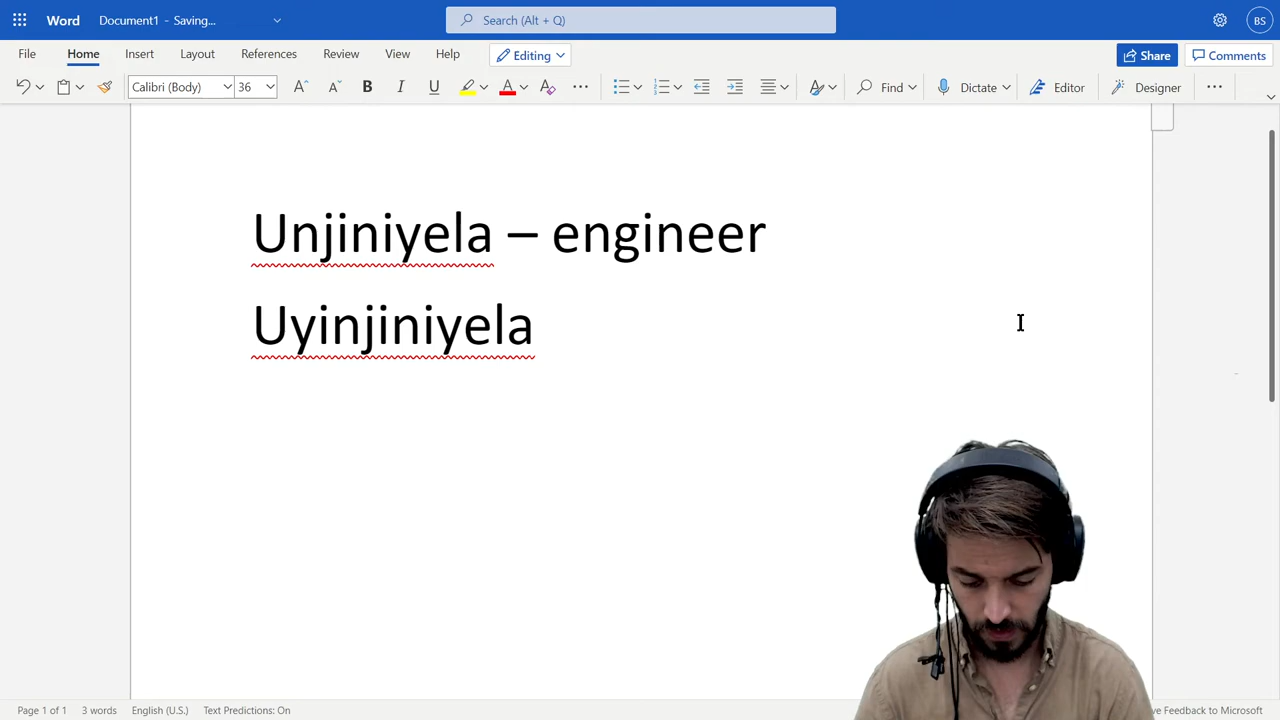 Word Document1 - Saving... Search (Alt + Q) BS
File Home Insert Layout References Review View Help Editing Share Comments
Calibri (Body) 36 B I U A Find Dictate Editor Designer
Unjiniyela – engineer
Uyinjiniyela
Page 1 of 1 3 words English (U.S.) Text Predictions: On Feedback to Microsoft